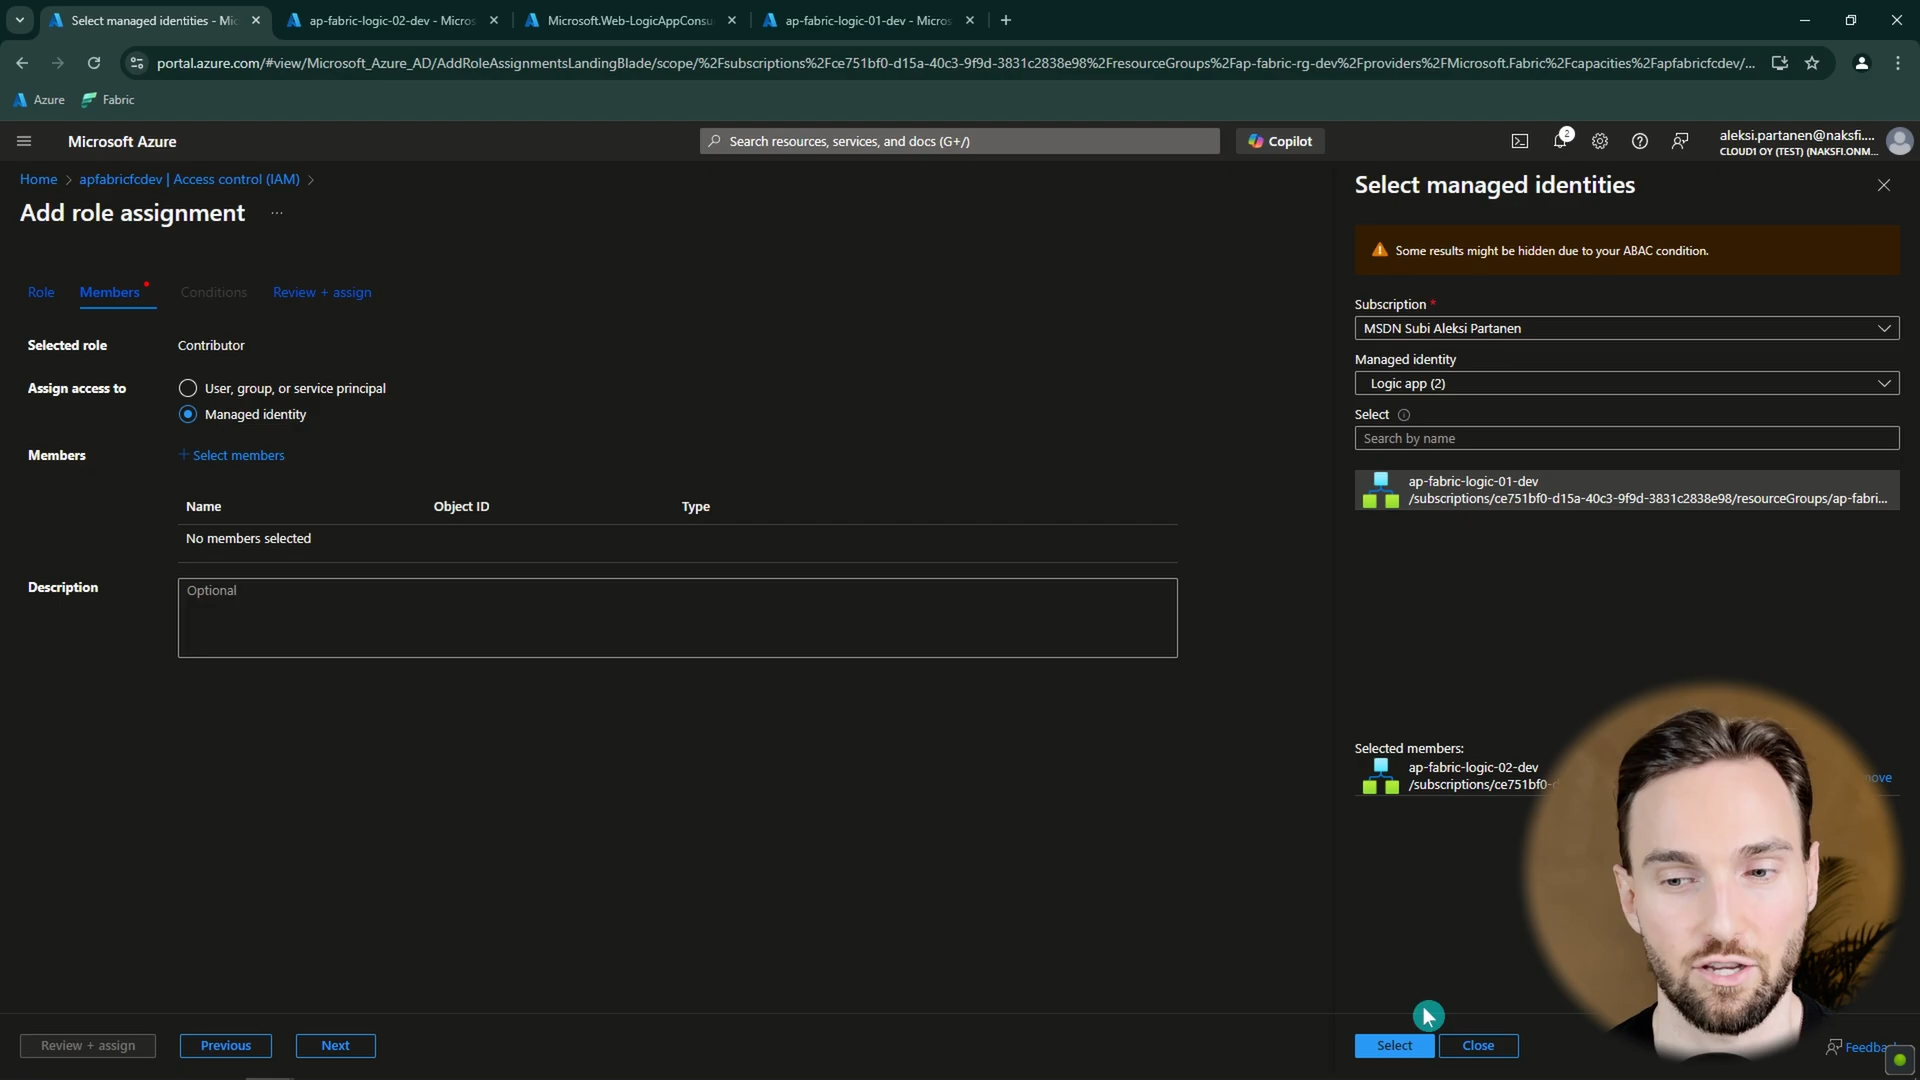 Select managed identities - Mic
ap-fabric-logic-02-dev - Micros
Microsoft.Web-LogicAppConsu
ap-fabric-logic-01-dev - Micros
portal.azure.com/#view/Microsoft_Azure_AD/AddRoleAssignmentsLandingBlade/scope/%2Fsubscriptions%2Fce751bf0-d15a-40c3-9f9d-3831c2838e98%2FresourceGroups%2Fap-fabric-rg-dev%2Fproviders%2FMicrosoft.Fabric%2Fcapacities%2Fapfabricfcdev/...
Azure
Fabric
Microsoft Azure
Search resources, services, and docs (G+/)
Copilot
2
aleksi.partanen@naksfi....
CLOUD1 OY (TEST) (NAKSFI.ONM...
Home > apfabricfcdev | Access control (IAM) >
Add role assignment ...
Role
Members
Conditions
Review + assign
Selected role
Contributor
Assign access to
User, group, or service principal
Managed identity
Members
+ Select members
Name
Object ID
Type
No members selected
Description
Optional
Review + assign
Previous
Next
Select managed identities
Some results might be hidden due to your ABAC condition.
Subscription *
MSDN Subi Aleksi Partanen
Managed identity
Logic app (2)
Select
Search by name
ap-fabric-logic-01-dev
/subscriptions/ce751bf0-d15a-40c3-9f9d-3831c2838e98/resourceGroups/ap-fabri...
Selected members:
ap-fabric-logic-02-dev
/subscriptions/ce751bf0-
Select
Close